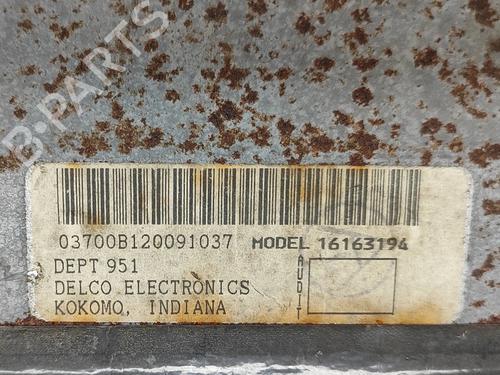 B-PARTS
03700B120091037 MODEL 16163194
DEPT 951
DELCO ELECTRONICS
KOKOMO, INDIANA
AUDIT